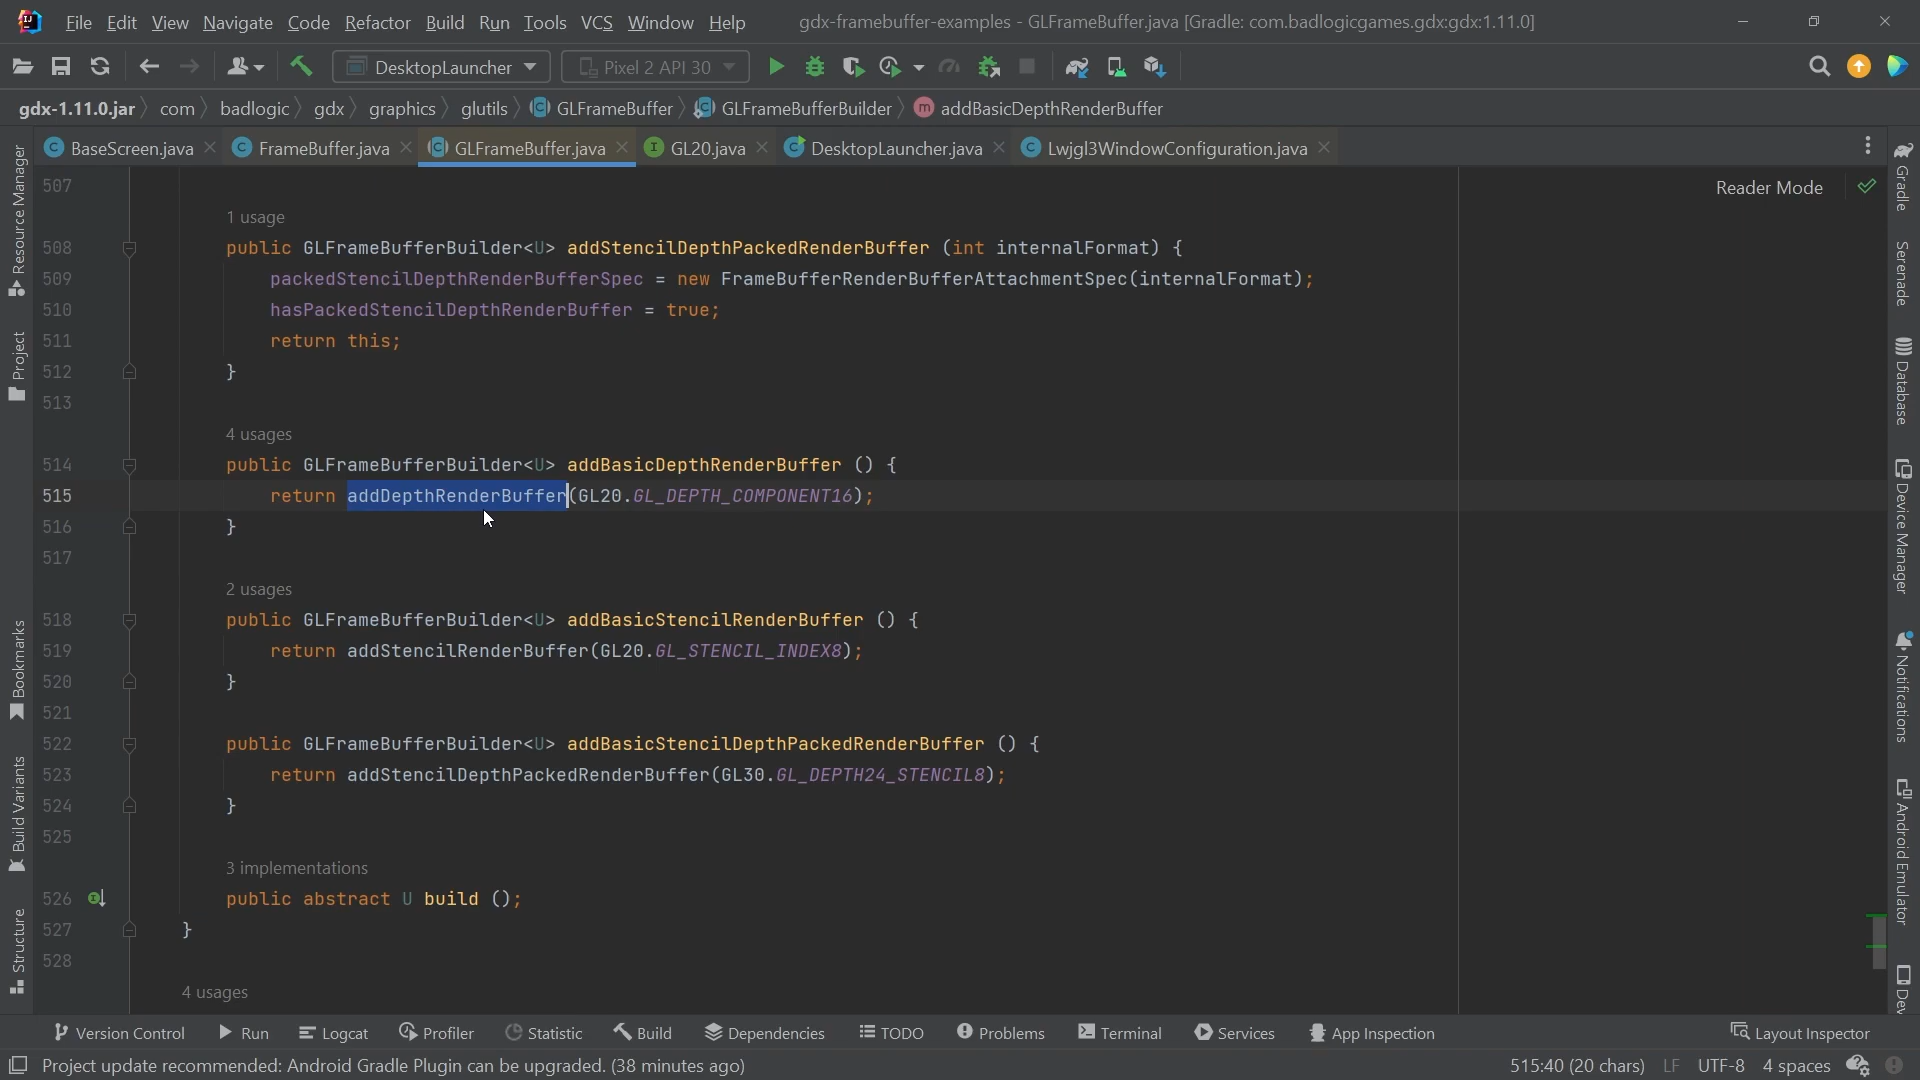 File Edit View Navigate Code Refactor Build Run Tools VCS Window Help gdx-framebuffer-examples - GLFrameBuffer.java [Gradle: com.badlogicgames.gdx:gdx:1.11.0]
DesktopLauncher Pixel 2 API 30
gdx-1.11.0.jar com badlogic gdx graphics glutils GLFrameBuffer GLFrameBufferBuilder addBasicDepthRenderBuffer
BaseScreen.java FrameBuffer.java GLFrameBuffer.java GL20.java DesktopLauncher.java Lwjgl3WindowConfiguration.java
Reader Mode
507
1 usage
508 public GLFrameBufferBuilder<U> addStencilDepthPackedRenderBuffer (int internalFormat) {
509 packedStencilDepthRenderBufferSpec = new FrameBufferRenderBufferAttachmentSpec(internalFormat);
510 hasPackedStencilDepthRenderBuffer = true;
511 return this;
512 }
513
4 usages
514 public GLFrameBufferBuilder<U> addBasicDepthRenderBuffer () {
515 return addDepthRenderBuffer(GL20.GL_DEPTH_COMPONENT16);
516 }
517
2 usages
518 public GLFrameBufferBuilder<U> addBasicStencilRenderBuffer () {
519 return addStencilRenderBuffer(GL20.GL_STENCIL_INDEX8);
520 }
521
522 public GLFrameBufferBuilder<U> addBasicStencilDepthPackedRenderBuffer () {
523 return addStencilDepthPackedRenderBuffer(GL30.GL_DEPTH24_STENCIL8);
524 }
525
3 implementations
526 public abstract U build ();
527 }
528
4 usages
Resource Manager
Project
Bookmarks
Build Variants
Structure
Gradle
Serenade
Database
Device Manager
Notifications
Android Emulator
Dev
Version Control Run Logcat Profiler Statistic Build Dependencies TODO Problems Terminal Services App Inspection Layout Inspector
Project update recommended: Android Gradle Plugin can be upgraded. (38 minutes ago) 515:40 (20 chars) LF UTF-8 4 spaces